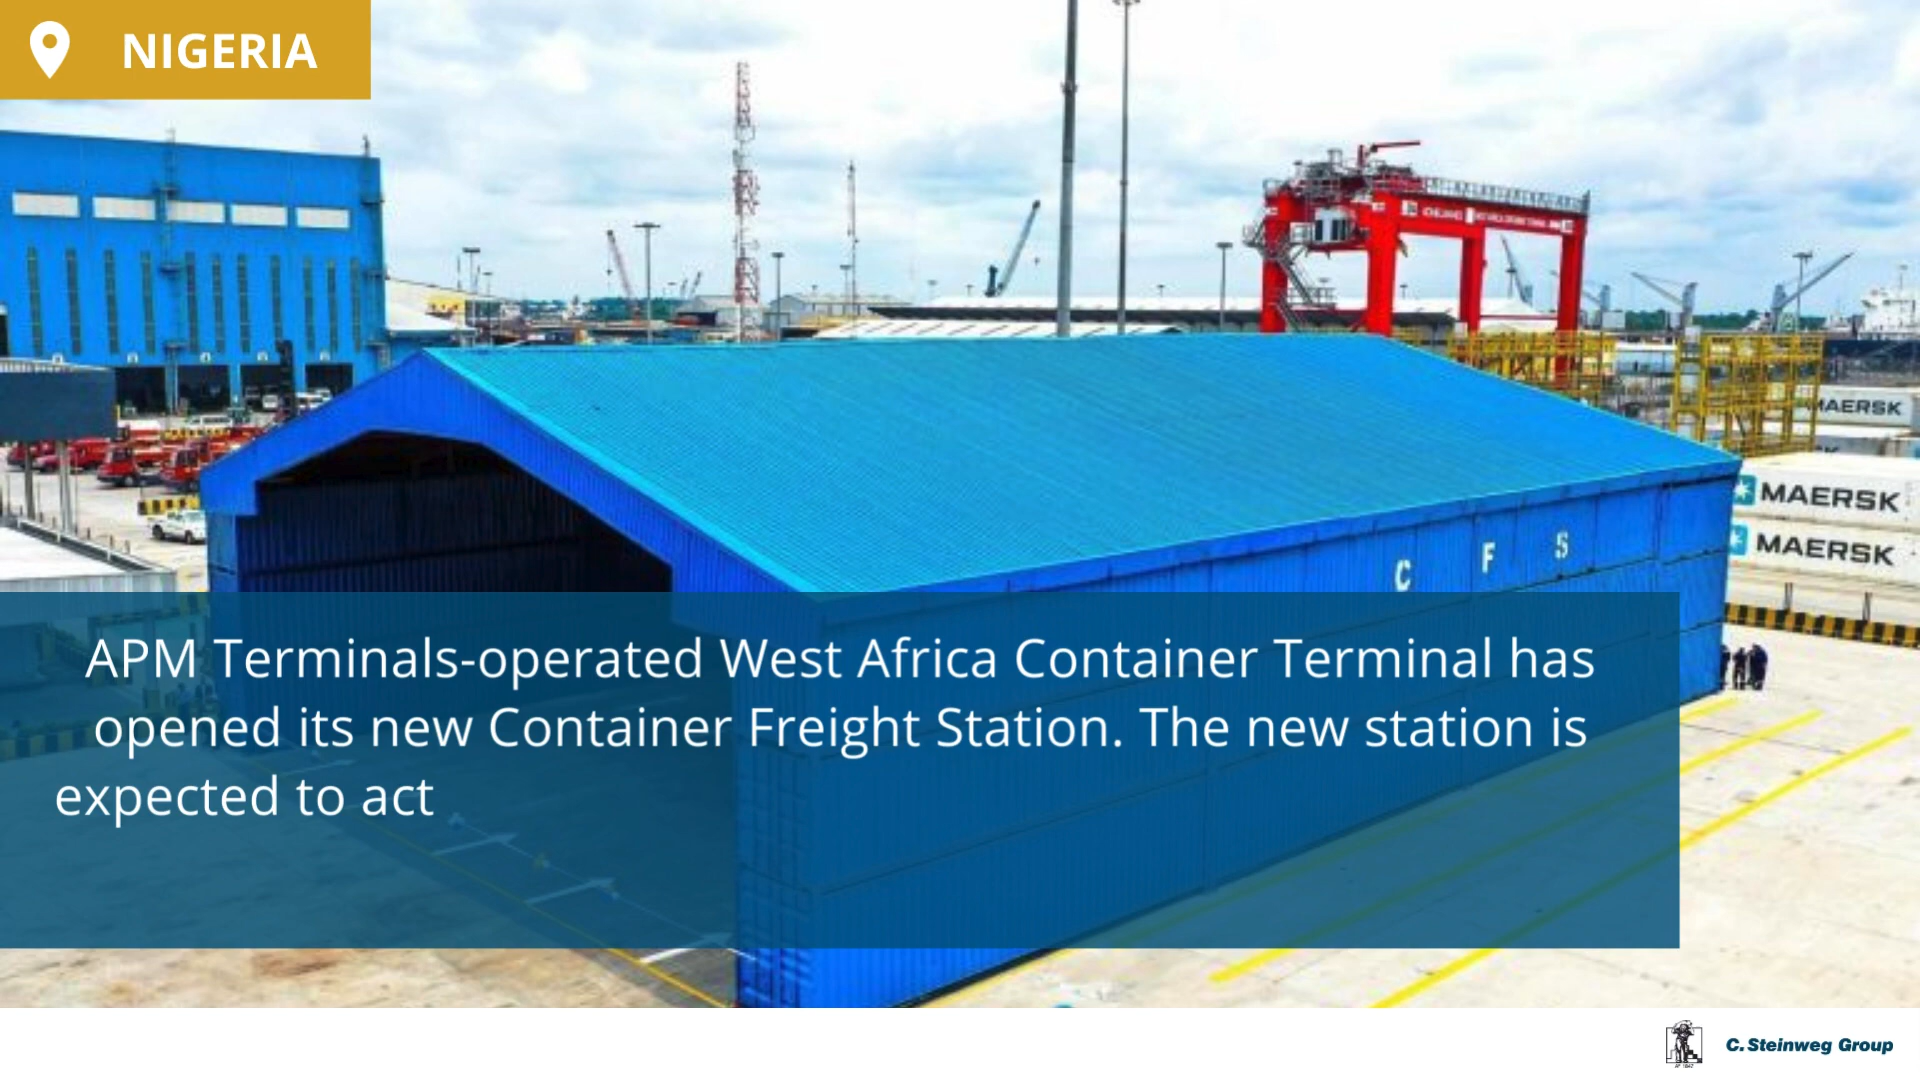 NIGERIA
C F S
MAERSK
MAERSK
MAERSK
APM Terminals-operated West Africa Container Terminal has
opened its new Container Freight Station. The new station is
expected to act
C. Steinweg Group